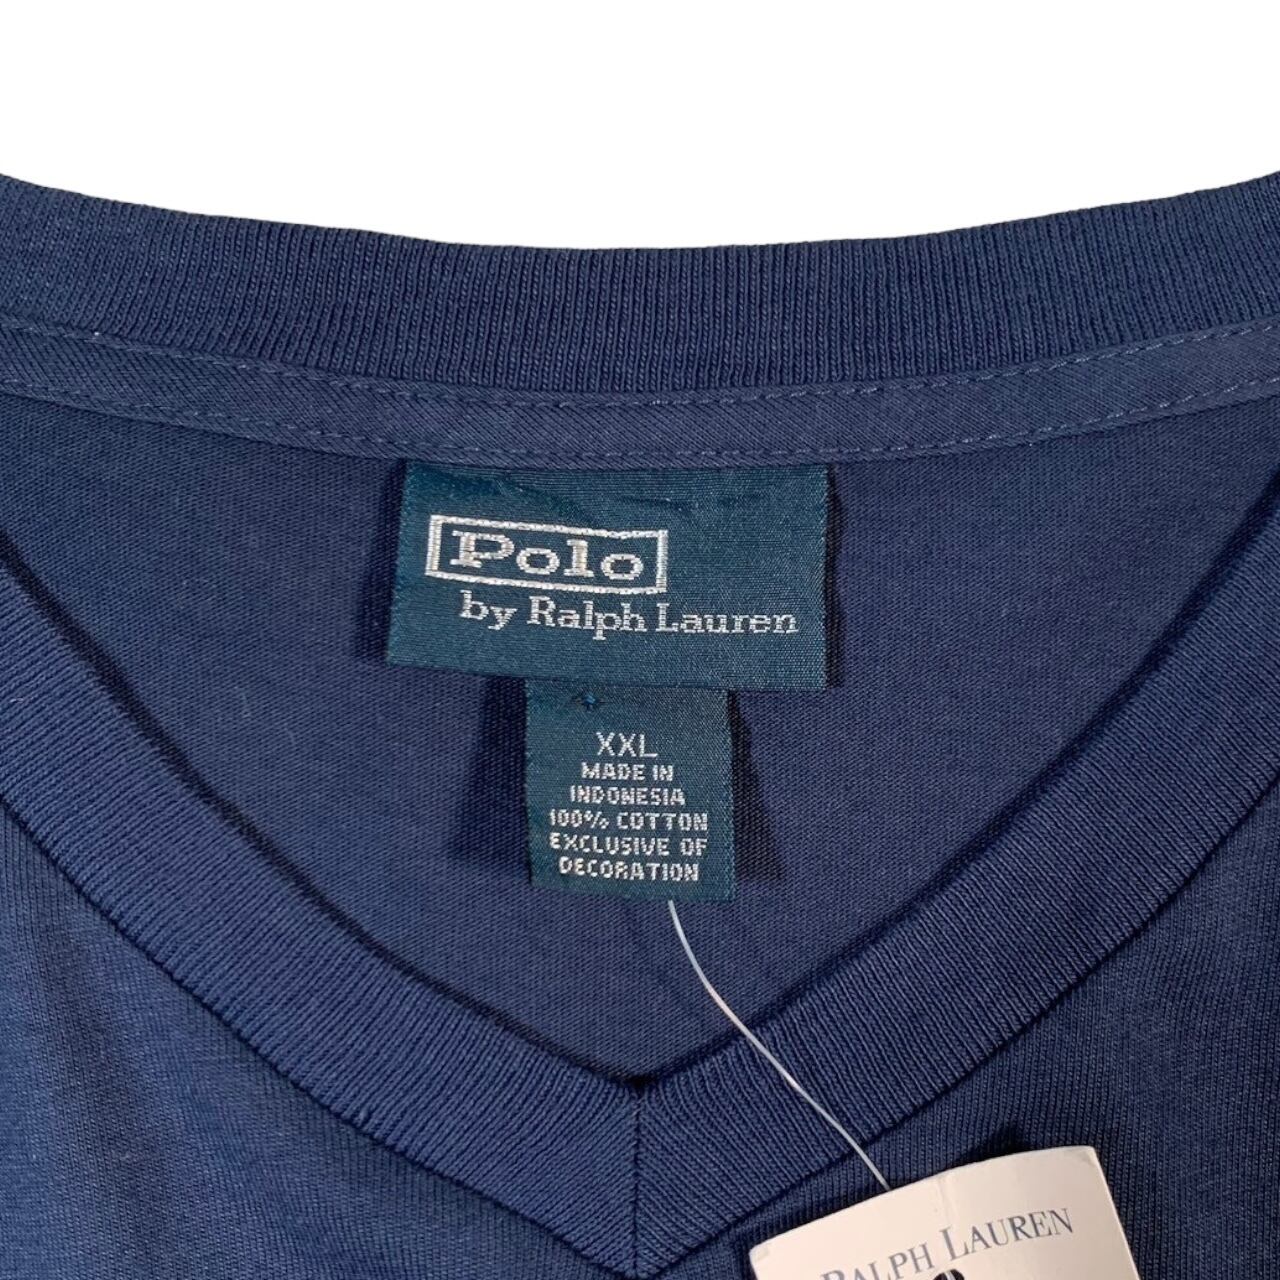 Polo
by Ralph Lauren
XXL
MADE IN
INDONESIA
100% COTTON
EXCLUSIVE OF
DECORATION
RALPH LAUREN